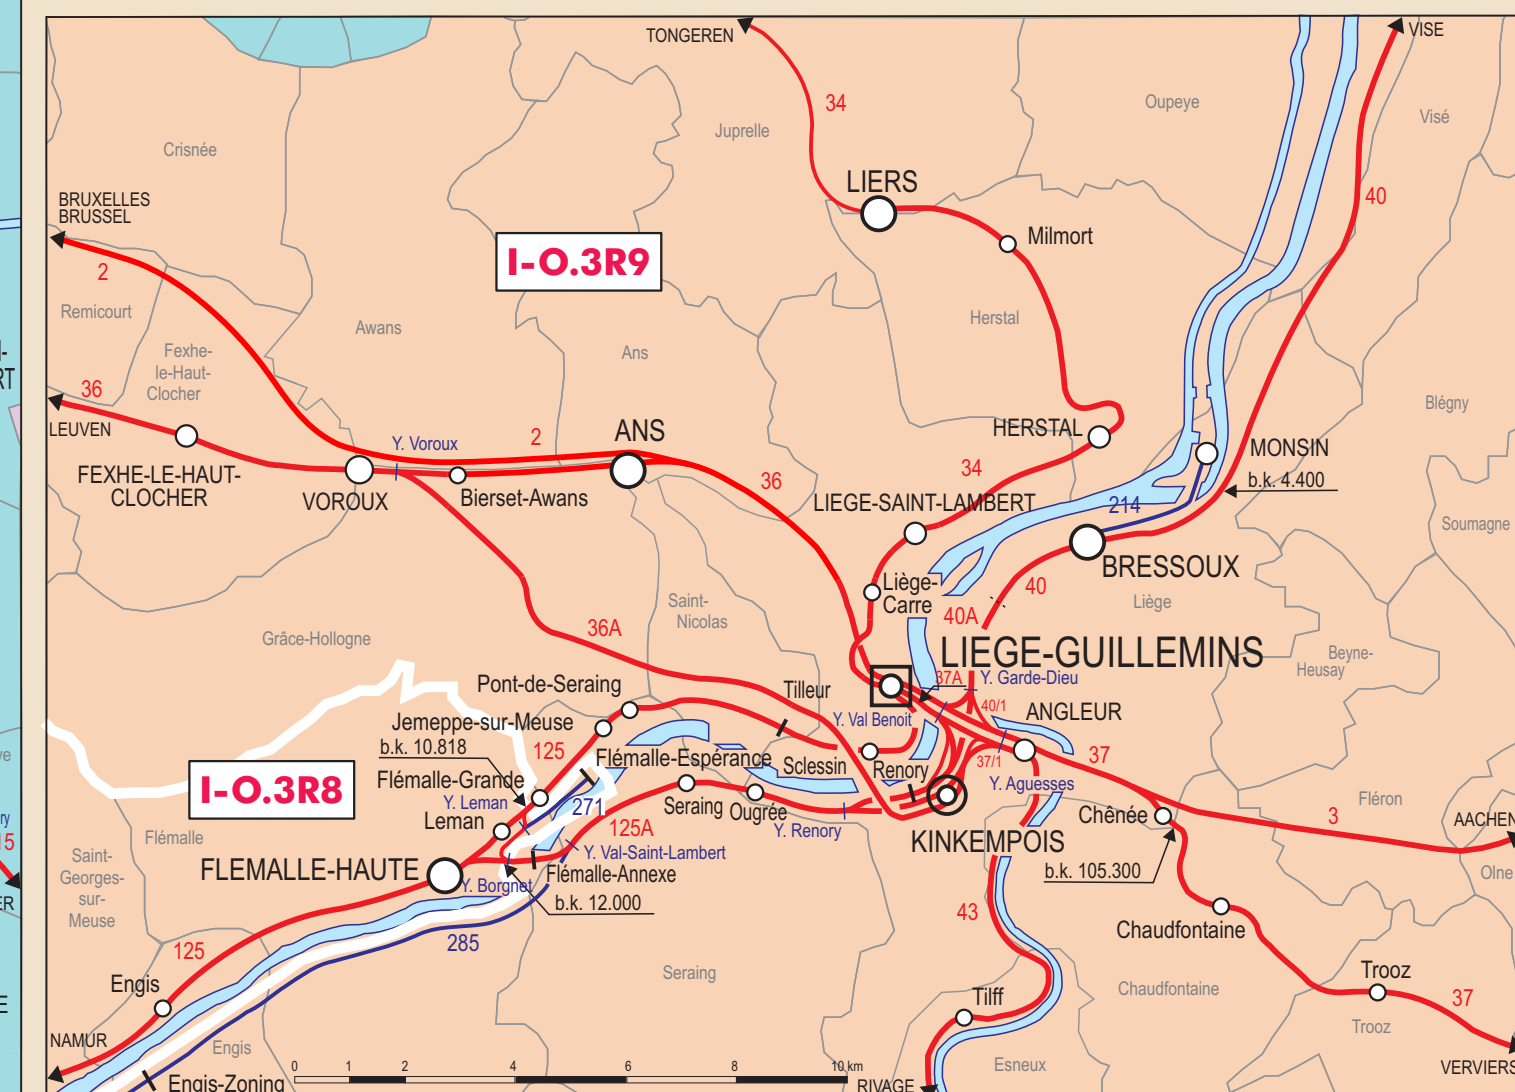 TONGEREN
VISE
34
Oupeye
Visé
Juprelle
Crisnée
LIERS
40
BRUXELLES
BRUSSEL
Milmort
I-O.3R9
2
Remicourt
Awans
Herstal
Fexhe-
le-Haut-
Clocher
Ans
36
LEUVEN
Blégny
Y. Voroux
2
ANS
HERSTAL
MONSIN
b.k. 4.400
FEXHE-LE-HAUT-
CLOCHER
VOROUX
Bierset-Awans
36
34
LIEGE-SAINT-LAMBERT
214
Soumagne
BRESSOUX
Liège-
Carre
40
40A
Liège
Saint-
Nicolas
36A
Grâce-Hollogne
LIEGE-GUILLEMINS
Beyne-
Heusay
37A
Y. Garde-Dieu
Pont-de-Seraing
Tilleur
40/1
ANGLEUR
Y. Val Benoit
Jemeppe-sur-Meuse
b.k. 10.818
125
Flémalle-Espérance
Sclessin
Renory
37/1
37
I-O.3R8
Flémalle-Grande
Y. Aguesses
Y. Leman
271
Seraing
Ougrée
Leman
125A
Y. Renory
Chênée
3
Fléron
AACHEN
Flémalle
KINKEMPOIS
FLEMALLE-HAUTE
Y. Val-Saint-Lambert
Flémalle-Annexe
Y. Borgnet
b.k. 12.000
b.k. 105.300
Olne
Saint-
Georges-
sur-
Meuse
43
Chaudfontaine
125
285
Seraing
Engis
Tilff
Chaudfontaine
Trooz
37
Trooz
NAMUR
Engis
Esneux
VERVIERS
Engis-Zoning
0 1 2 4 6 8 10 km
RIVAGE
RT
15
ER
E